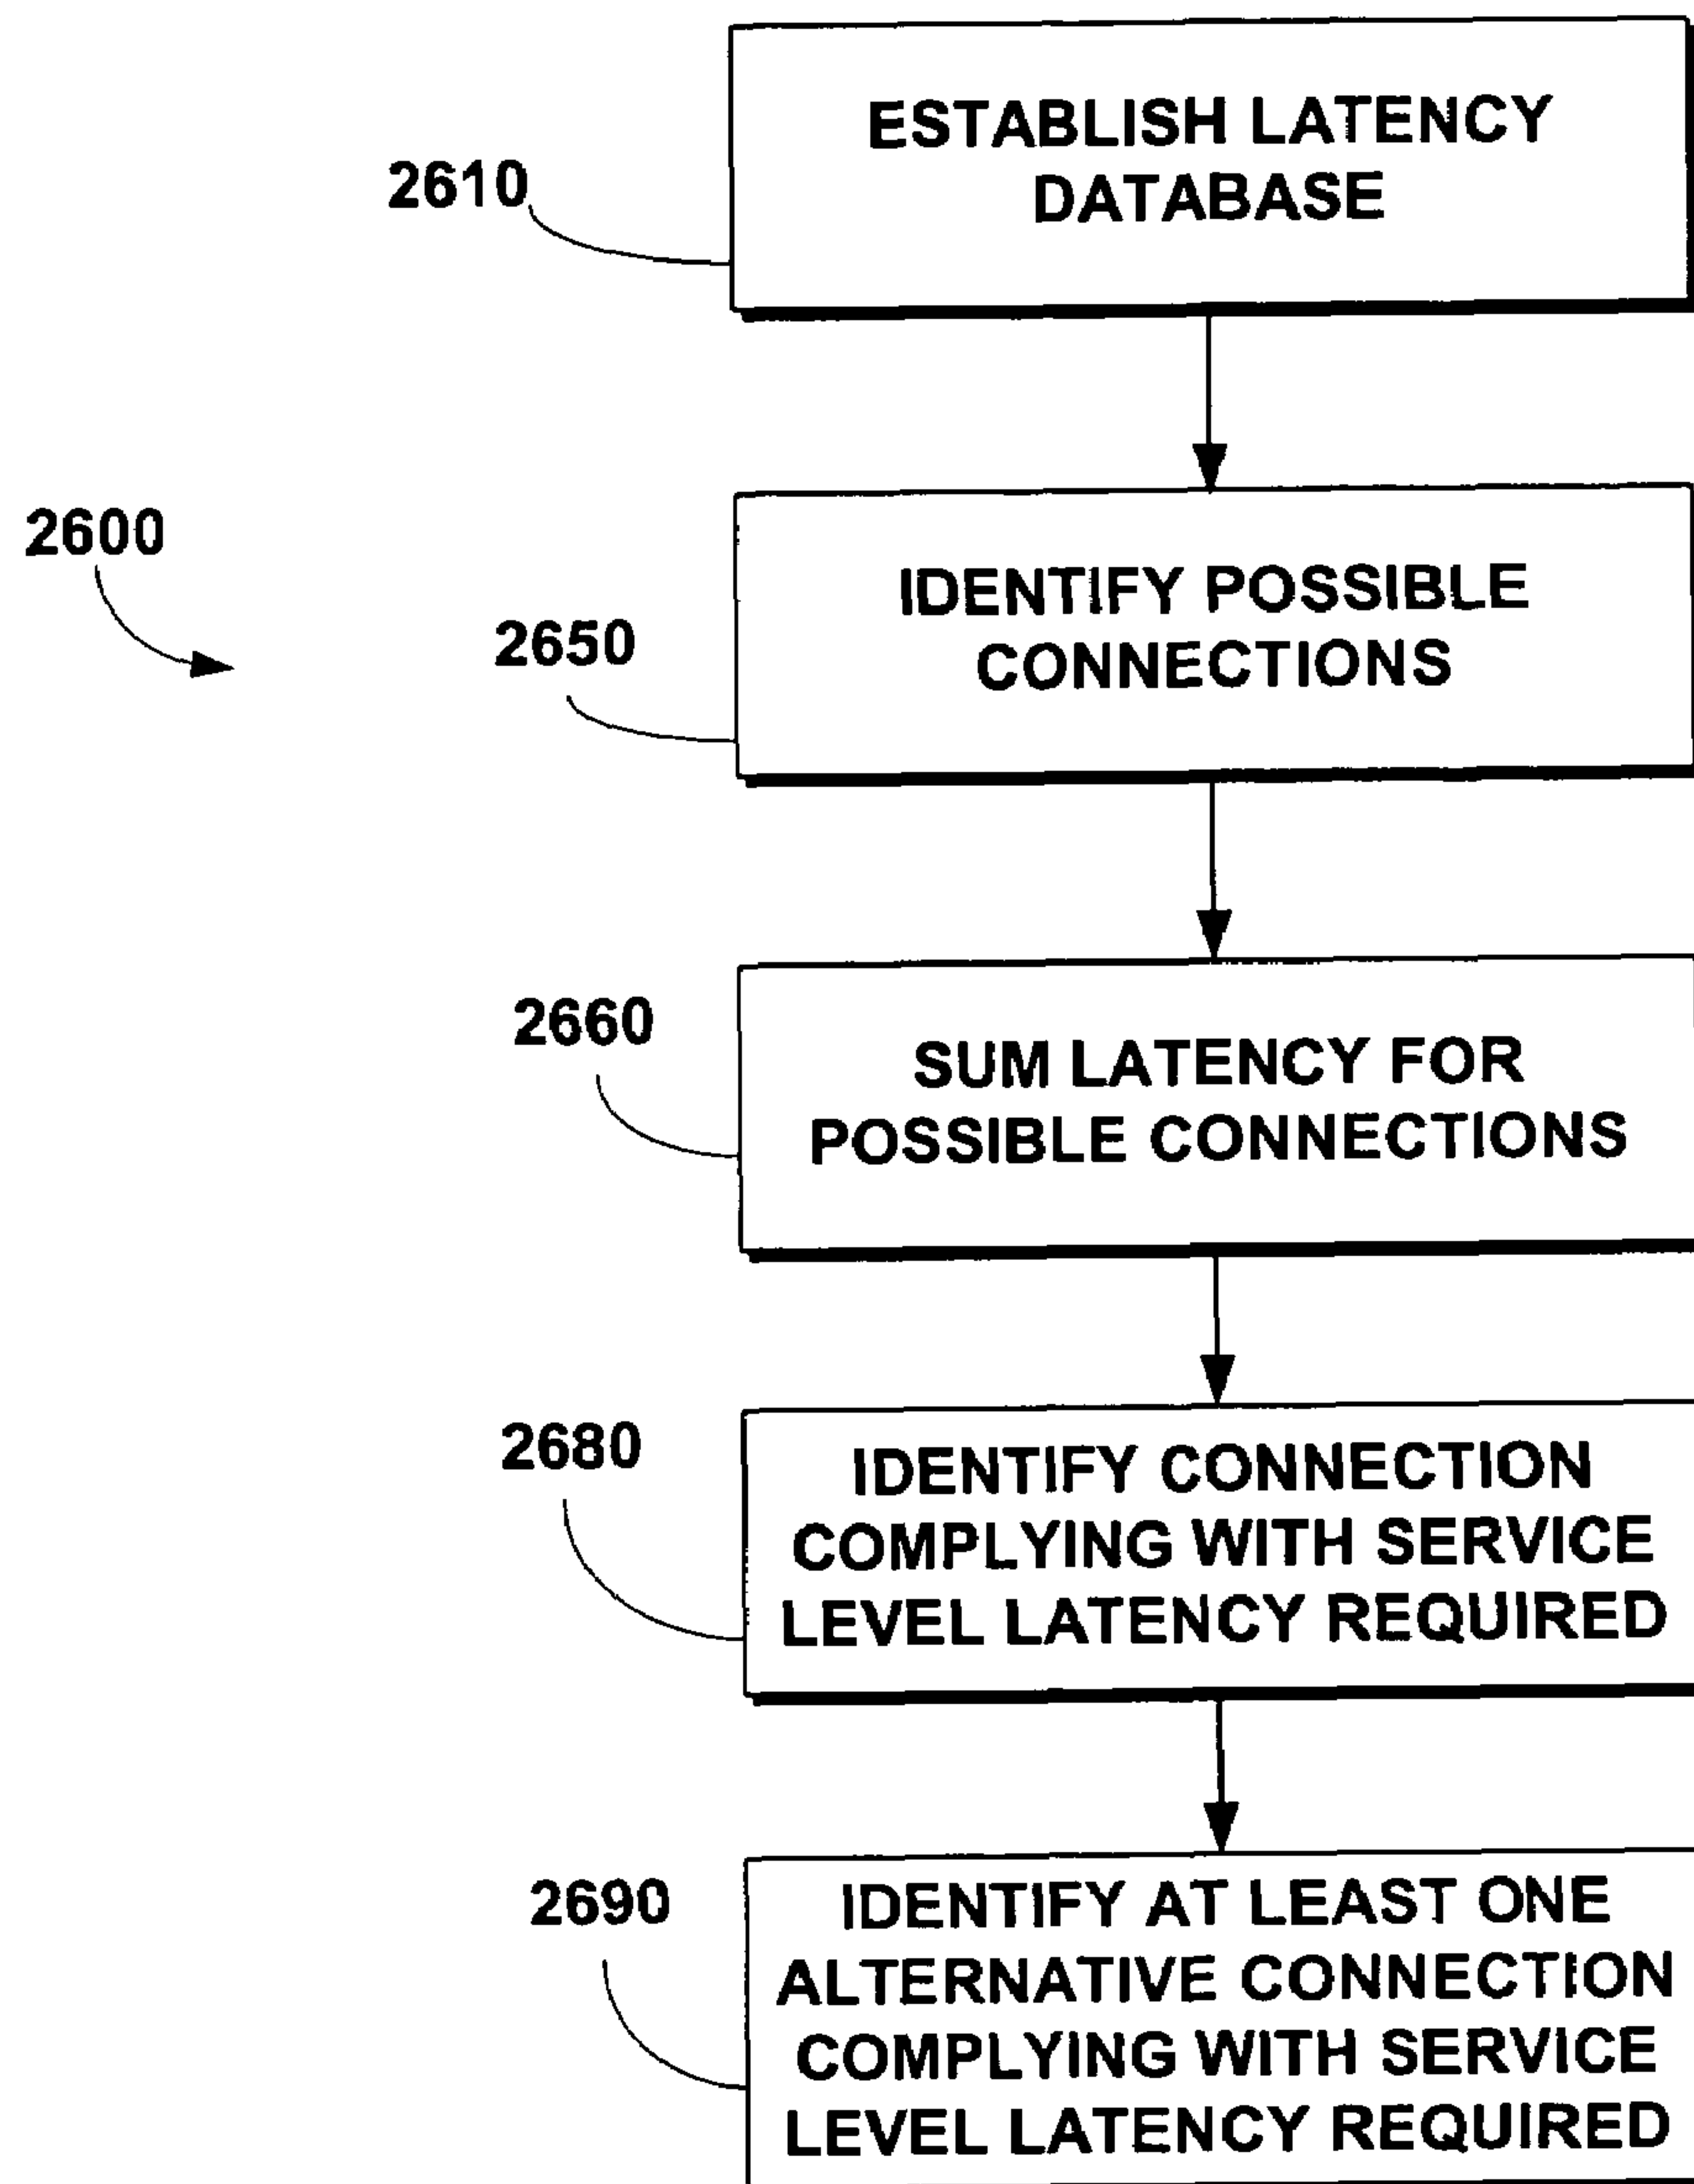 ESTABLISH LATENCY
DATABASE
2610
2600
IDENTIFY POSSIBLE
CONNECTIONS
2650
2660
SUM LATENCY FOR
POSSIBLE CONNECTIONS
2680
IDENTIFY CONNECTION
COMPLYING WITH SERVICE
LEVEL LATENCY REQUIRED
2690
IDENTIFY AT LEAST ONE
ALTERNATIVE CONNECTION
COMPLYING WITH SERVICE
LEVEL LATENCY REQUIRED